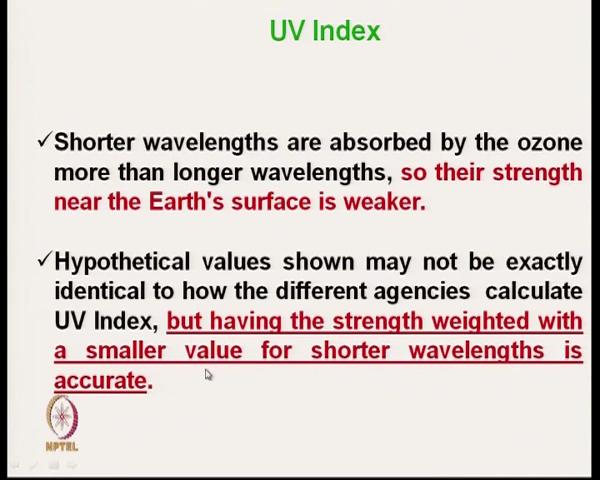 UV Index
✓Shorter wavelengths are absorbed by the ozone
more than longer wavelengths, so their strength
near the Earth's surface is weaker.
✓Hypothetical values shown may not be exactly
identical to how the different agencies calculate
UV Index, but having the strength weighted with
a smaller value for shorter wavelengths is
accurate.
NPTEL